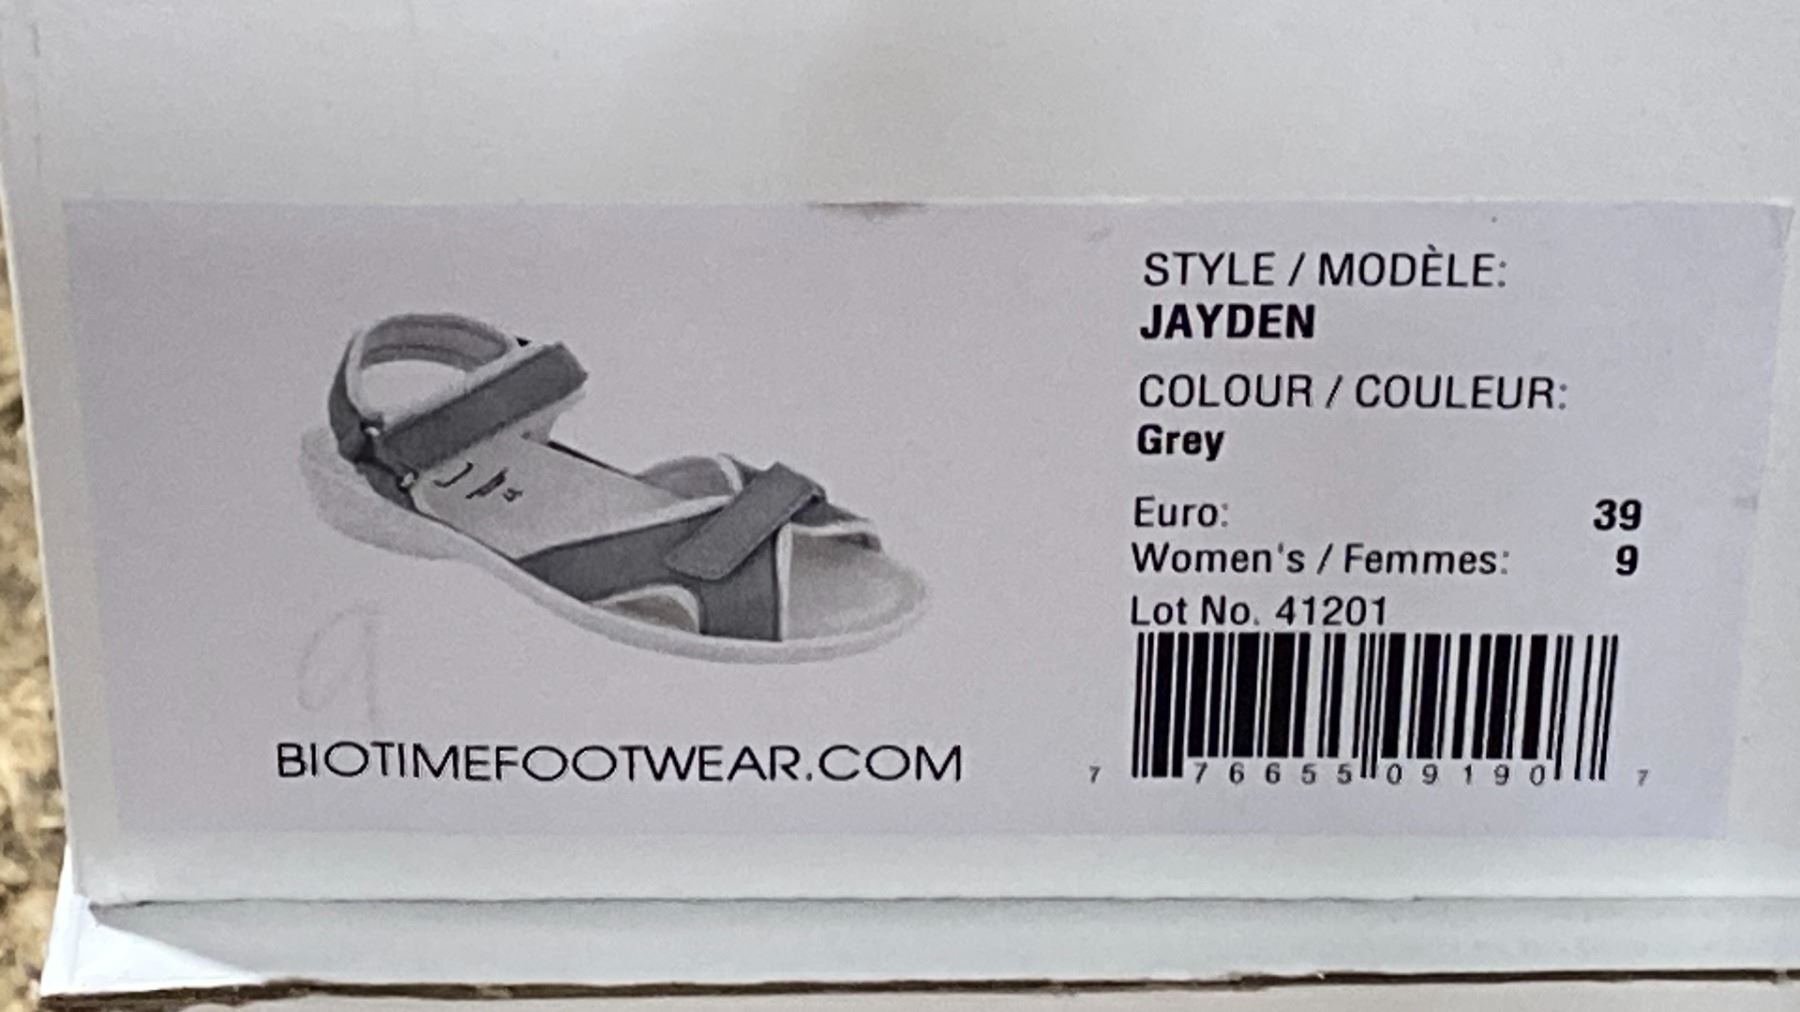 STYLE / MODÈLE:
JAYDEN
COLOUR / COULEUR:
Grey
Euro: 39
Women's / Femmes: 9
Lot No. 41201
7 76655 09190 7
9
BIOTIMEFOOTWEAR.COM